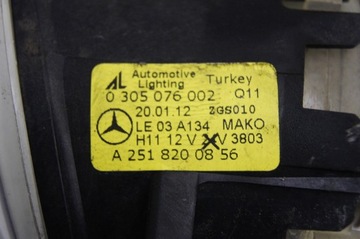 AL Automotive Lighting Turkey
0 305 076 002 Q11
20.01.12 ZGS010
LE 03 A134 MAKO
H11 12 V V 3803
A 251 820 08 56